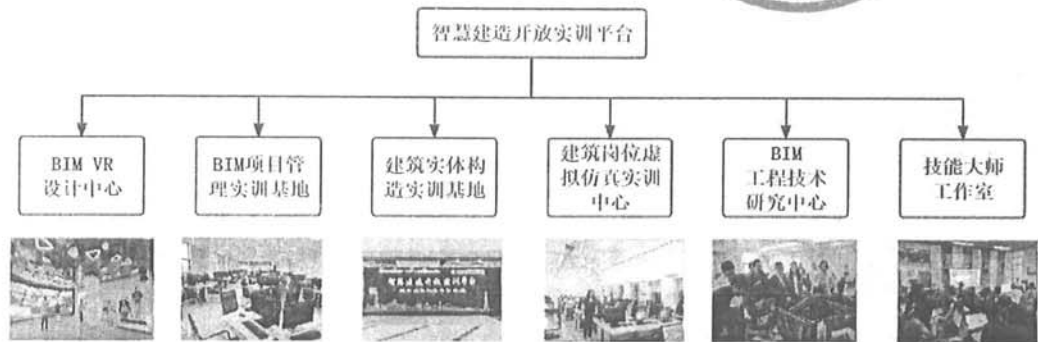 智慧建造开放实训平台
BIM VR
设计中心
BIM项目管
理实训基地
建筑实体构
造实训基地
建筑岗位虚
拟仿真实训
中心
BIM
工程技术
研究中心
技能大师
工作室